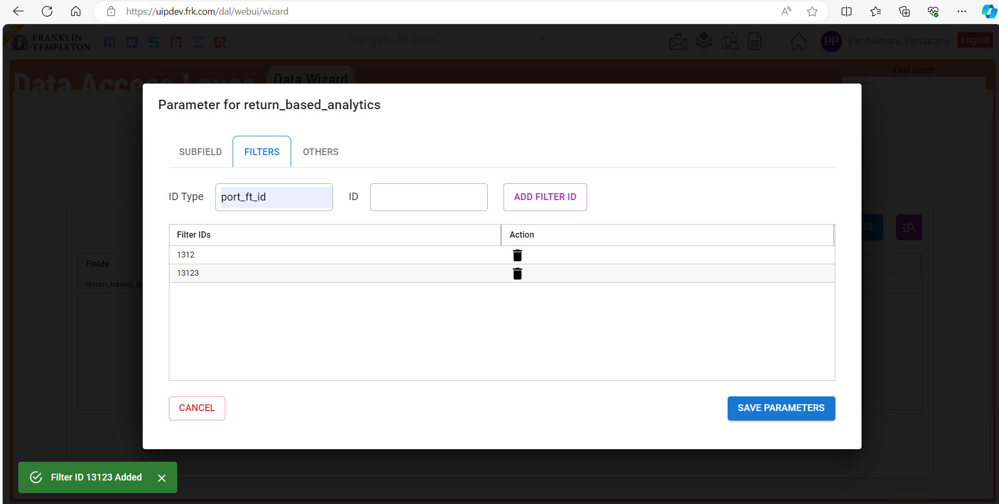 https://uipdev.frk.com/dal/webui/wizard
DEV
FRANKLIN
TEMPLETON
Navigate All Apps
PP
Pitchaimani, Periasamy
Logout
Data Access Layer
Data Wizard
Field Search
Parameter for return_based_analytics
SUBFIELD
FILTERS
OTHERS
ID Type
port_ft_id
ID
ADD FILTER ID
Filter IDs
Action
1312
13123
Fields
return_based_a
CANCEL
SAVE PARAMETERS
Filter ID 13123 Added